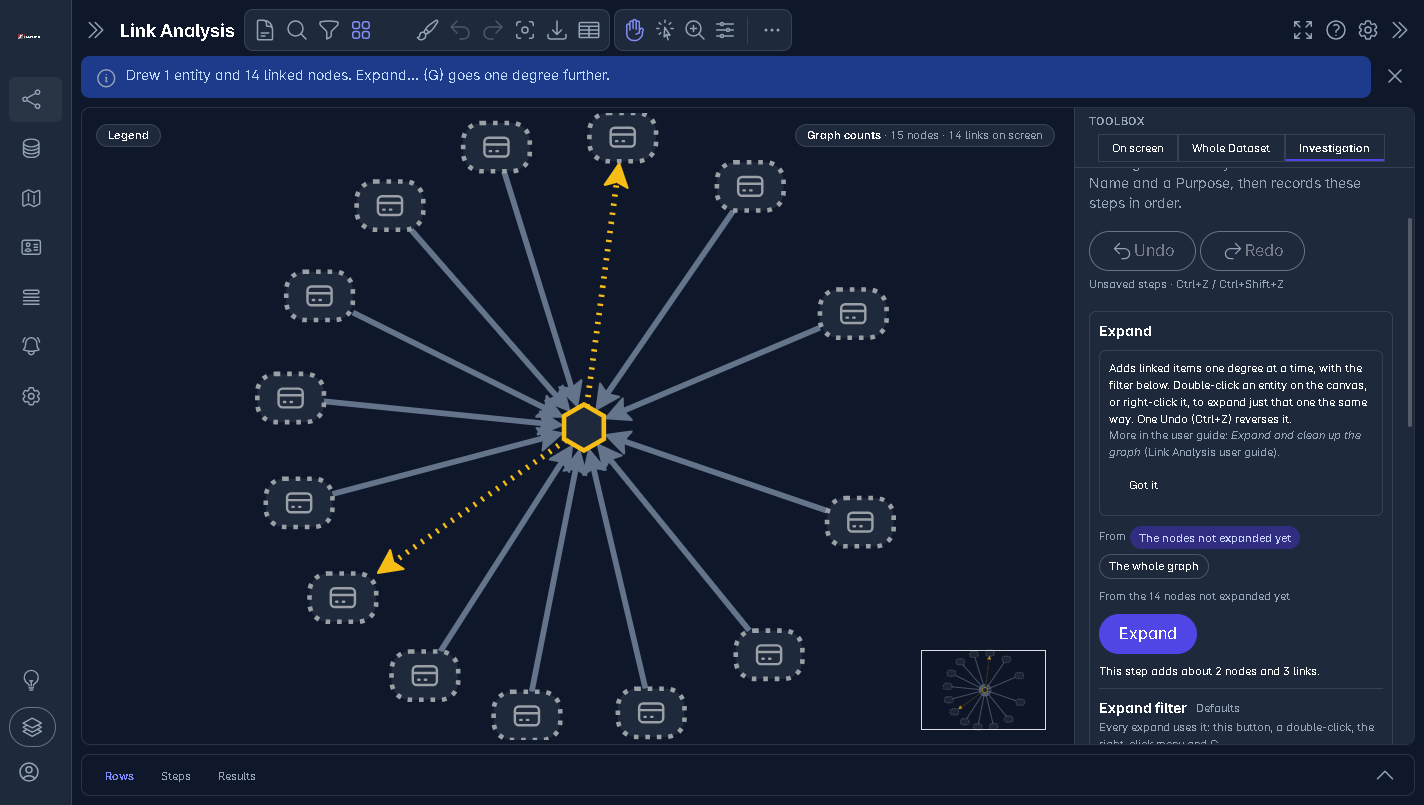 Link Analysis
Drew 1 entity and 14 linked nodes. Expand... (G) goes one degree further.
Legend
Graph counts · 15 nodes · 14 links on screen
TOOLBOX
On screen
Whole Dataset
Investigation
Name and a Purpose, then records these
steps in order.
Undo
Redo
Unsaved steps · Ctrl+Z / Ctrl+Shift+Z
Expand
Adds linked items one degree at a time, with the
filter below. Double-click an entity on the canvas,
or right-click it, to expand just that one the same
way. One Undo (Ctrl+Z) reverses it.
More in the user guide: Expand and clean up the
graph (Link Analysis user guide).
Got it
From The nodes not expanded yet
The whole graph
From the 14 nodes not expanded yet
Expand
This step adds about 2 nodes and 3 links.
Expand filter Defaults
Every expand uses it: this button, a double-click, the
right-click menu and G.
Rows
Steps
Results